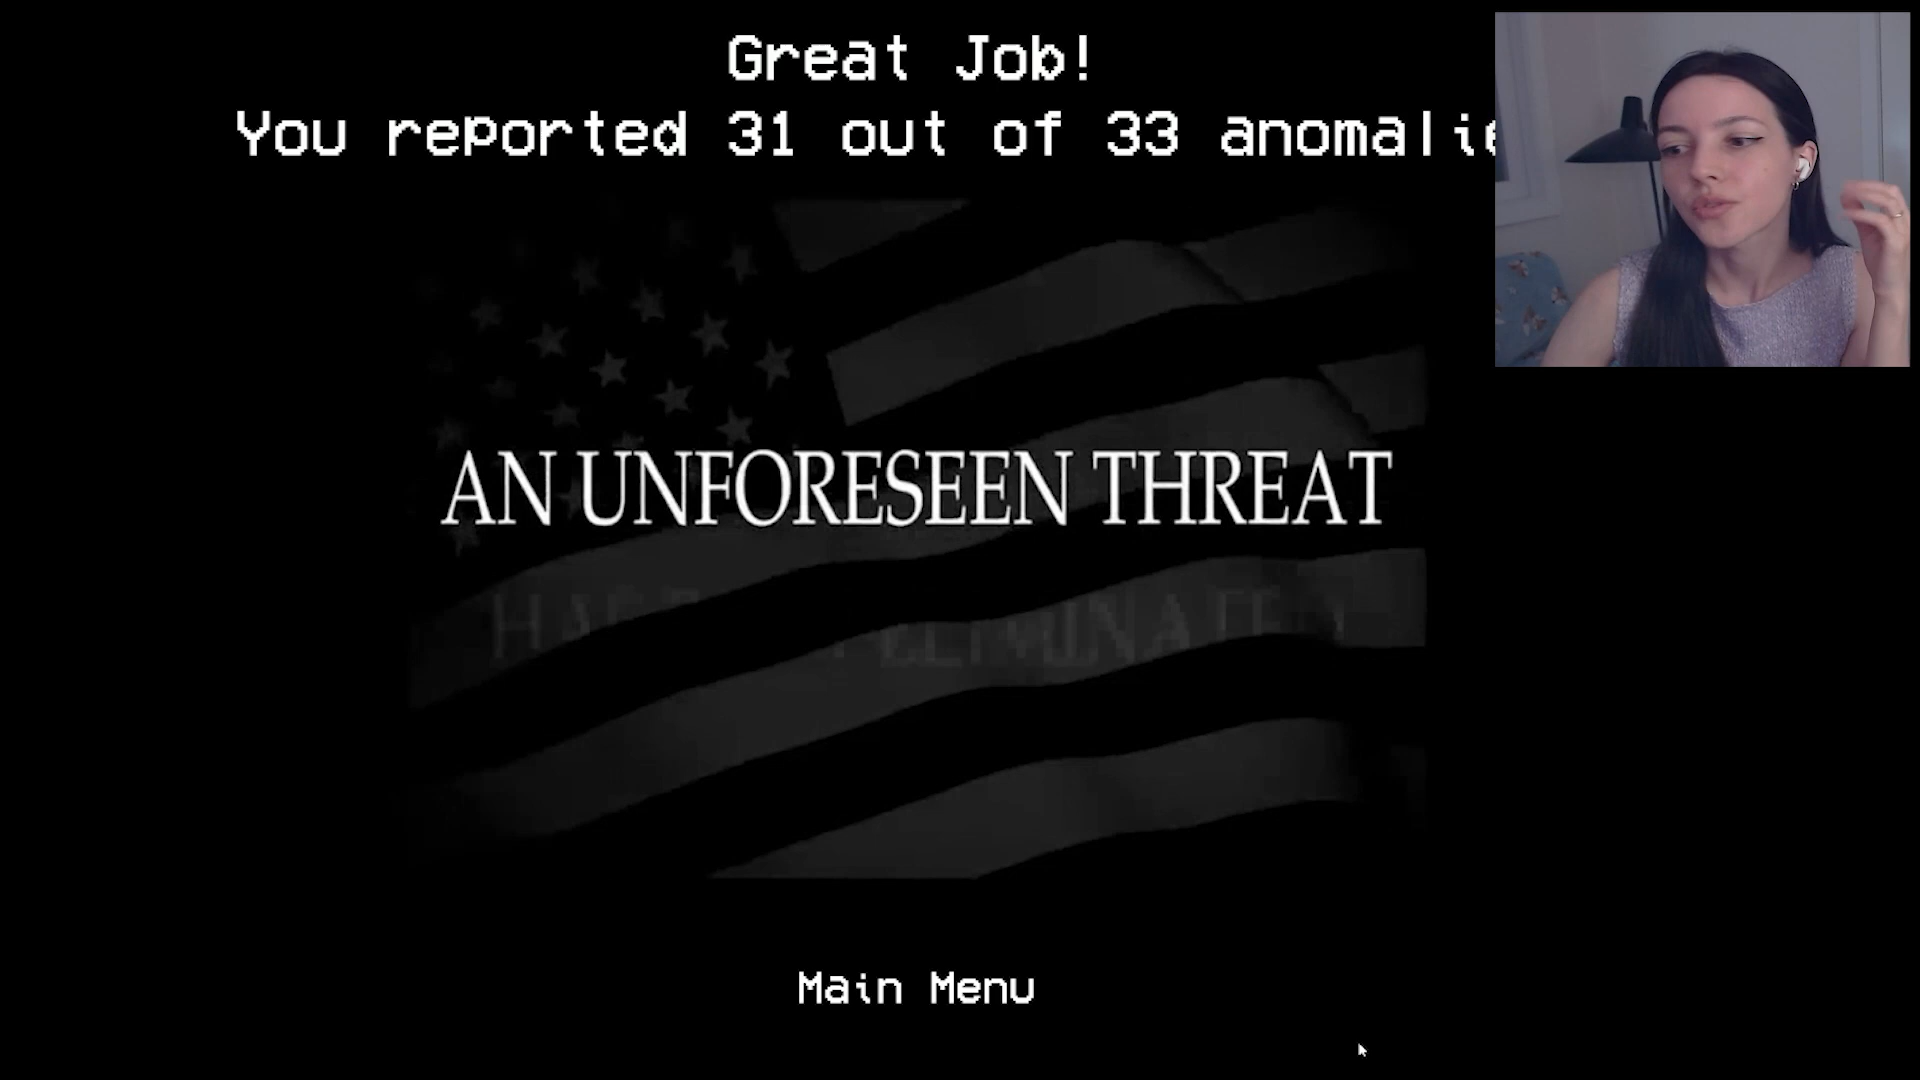 Great Job!
You reported 31 out of 33 anomalie
AN UNFORESEEN THREAT
Main Menu